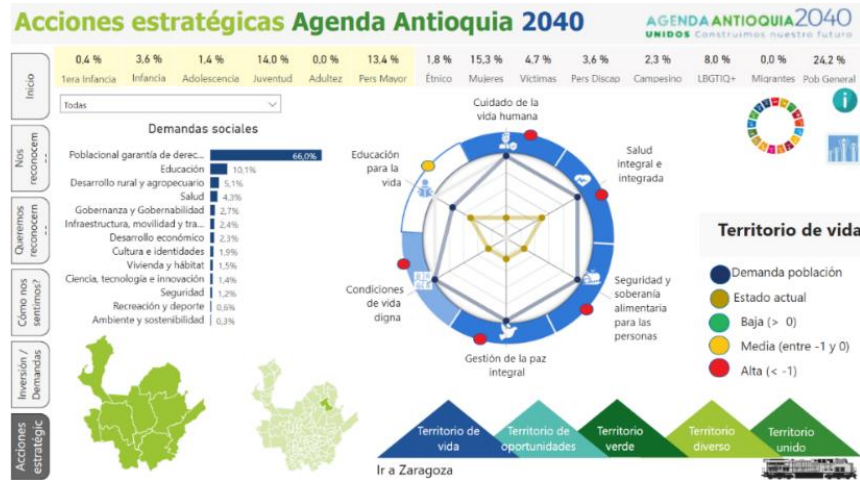 Acciones estratégicas Agenda Antioquia 2040
AGENDA ANTIOQUIA 2040
UNIDOS Construimos nuestro futuro
0,4 % 3,6 % 1,4 % 14,0 % 0,0 % 13,4 % 1,8 % 15,3 % 4,7 % 3,6 % 2,3 % 8,0 % 0,0 % 24,2 %
1era Infancia Infancia Adolescencia Juventud Adultez Pers Mayor Étnico Mujeres Víctimas Pers Discap Campesino LBGTIQ+ Migrantes Pob General
Inicio
Nos
reconocem
..
Queremos
reconocern
..
Cómo nos
sentimos?
Inversión /
Demandas
Acciones
estratégic
Todas
Demandas sociales
Poblacional garantía de derec... 66,0%
Educación 10,1%
Desarrollo rural y agropecuario 5,1%
Salud 4,3%
Gobernanza y Gobernabilidad 2,7%
Infraestructura, movilidad y tra... 2,4%
Desarrollo económico 2,3%
Cultura e identidades 1,9%
Vivienda y hábitat 1,5%
Ciencia, tecnología e innovación 1,4%
Seguridad 1,2%
Recreación y deporte 0,6%
Ambiente y sostenibilidad 0,3%
Cuidado de la
vida humana
Salud
integral e
integrada
Seguridad y
soberanía
alimentaria
para las
personas
Gestión de la paz
integral
Condiciones
de vida
digna
Educación
para la
vida
i
Territorio de vida
Demanda población
Estado actual
Baja (> 0)
Media (entre -1 y 0)
Alta (< -1)
Territorio de
vida
Territorio de
oportunidades
Territorio
verde
Territorio
diverso
Territorio
unido
Ir a Zaragoza